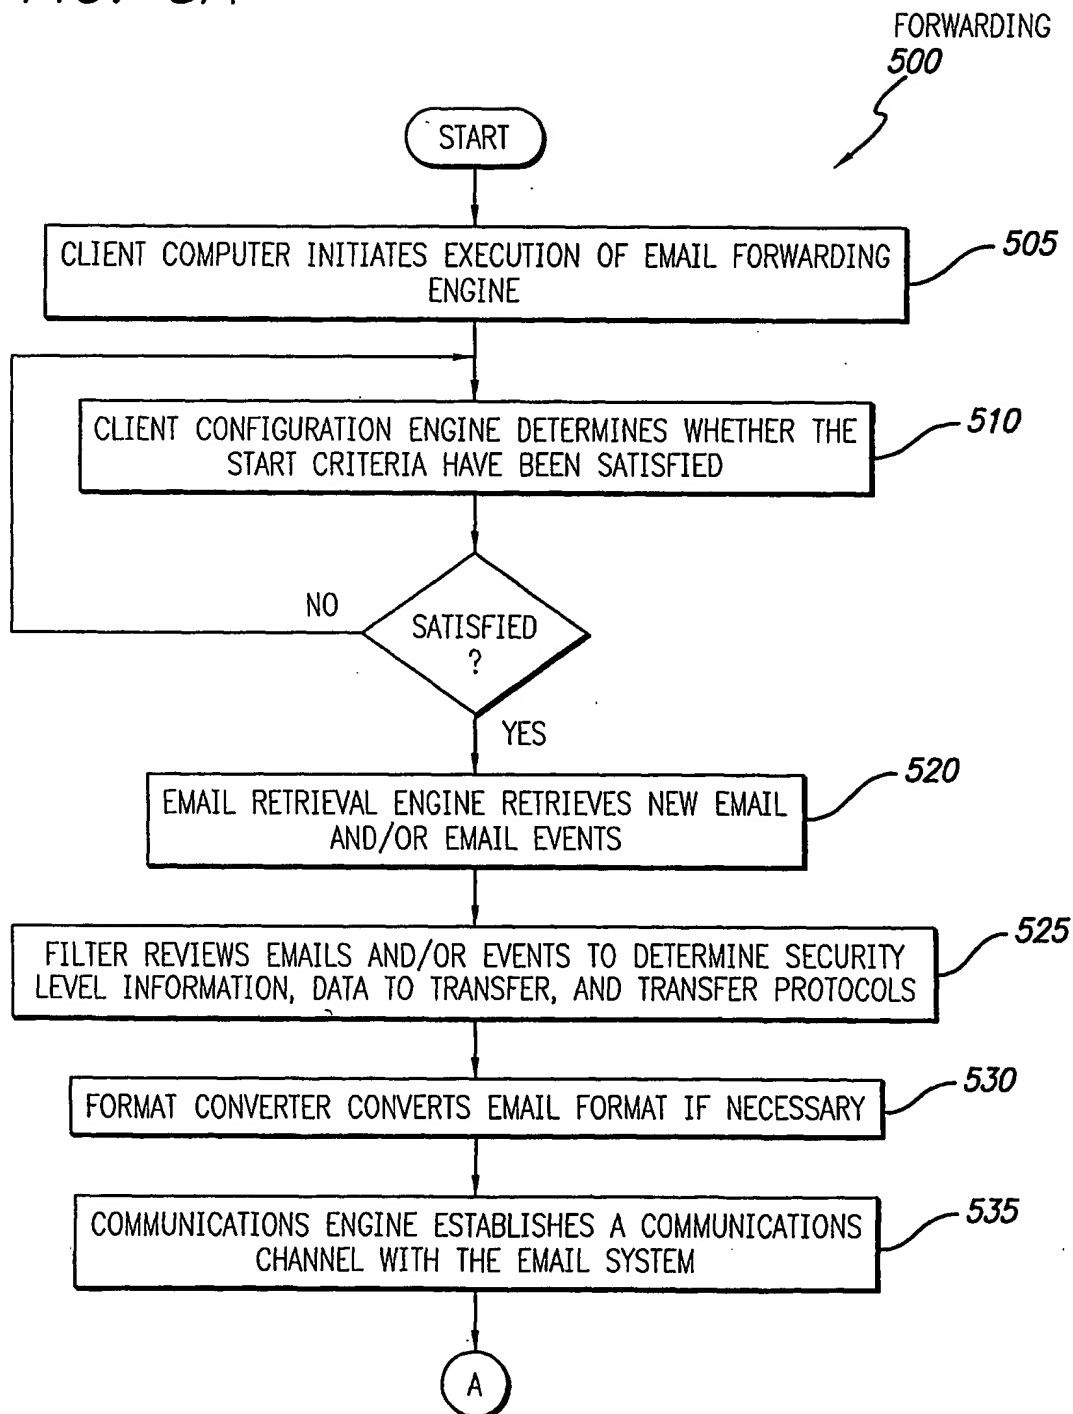 FORWARDING
500
START
CLIENT COMPUTER INITIATES EXECUTION OF EMAIL FORWARDING
ENGINE
505
CLIENT CONFIGURATION ENGINE DETERMINES WHETHER THE
START CRITERIA HAVE BEEN SATISFIED
510
NO
SATISFIED
?
YES
EMAIL RETRIEVAL ENGINE RETRIEVES NEW EMAIL
AND/OR EMAIL EVENTS
520
FILTER REVIEWS EMAILS AND/OR EVENTS TO DETERMINE SECURITY
LEVEL INFORMATION, DATA TO TRANSFER, AND TRANSFER PROTOCOLS
525
FORMAT CONVERTER CONVERTS EMAIL FORMAT IF NECESSARY
530
COMMUNICATIONS ENGINE ESTABLISHES A COMMUNICATIONS
CHANNEL WITH THE EMAIL SYSTEM
535
A